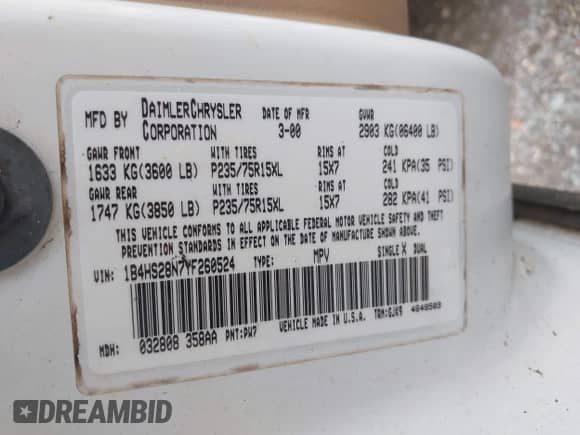 MFD BY DAIMLERCHRYSLER CORPORATION DATE OF MFR 3-00 GVWR 2903 KG(06400 LB)
GAWR FRONT WITH TIRES RIMS AT COLD
1633 KG(3600 LB) P235/75R15XL 15X7 241 KPA(35 PSI)
GAWR REAR WITH TIRES RIMS AT COLD
1747 KG(3850 LB) P235/75R15XL 15X7 282 KPA(41 PSI)
THIS VEHICLE CONFORMS TO ALL APPLICABLE FEDERAL MOTOR VEHICLE SAFETY AND THEFT
PREVENTION STANDARDS IN EFFECT ON THE DATE OF MANUFACTURE SHOWN ABOVE.
VIN: 1B4HS28N7YF260524 TYPE: MPV SINGLE X DUAL
MDH: 032808 358AA PNT:PW7 VEHICLE MADE IN U.S.A. TRM:GJK9 4648503
DREAMBID